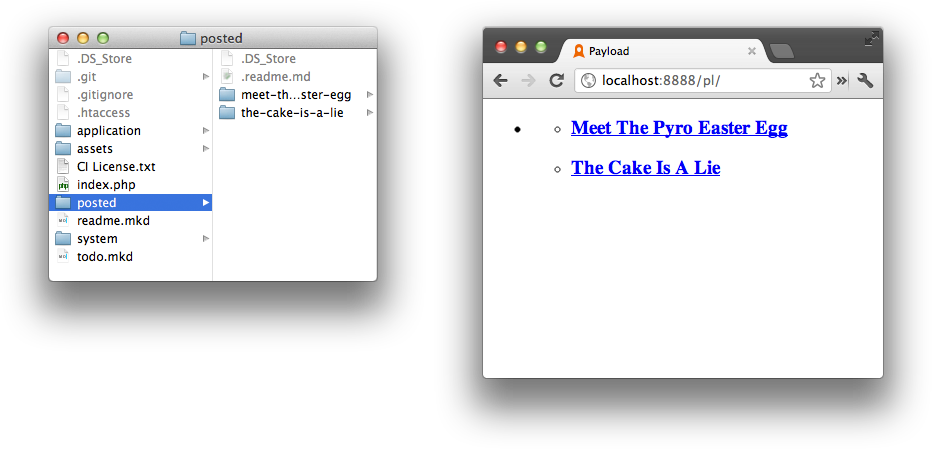 posted
.DS_Store
.git
.gitignore
.htaccess
application
assets
CI License.txt
index.php
posted
readme.mkd
system
todo.mkd
.DS_Store
.readme.md
meet-th...ster-egg
the-cake-is-a-lie
Payload
localhost:8888/pl/
Meet The Pyro Easter Egg
The Cake Is A Lie